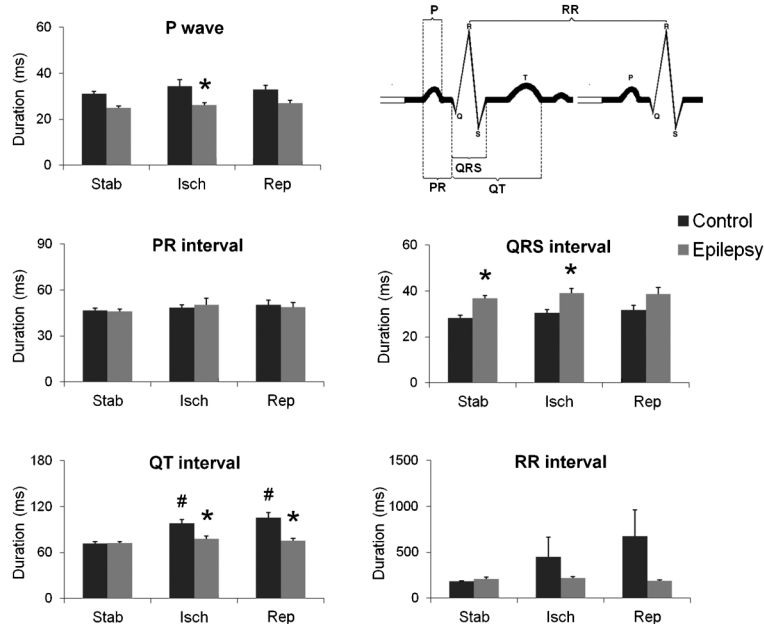 P wave
Duration (ms)
60
40
20
0
*
Stab Isch Rep
P
RR
R
Q
S
T
P
R
Q
S
QRS
PR
QT
Control
Epilepsy
PR interval
Duration (ms)
90
60
30
0
Stab Isch Rep
QRS interval
Duration (ms)
60
40
20
0
* *
Stab Isch Rep
QT interval
Duration (ms)
180
120
60
0
# * # *
Stab Isch Rep
RR interval
Duration (ms)
1500
1000
500
0
Stab Isch Rep